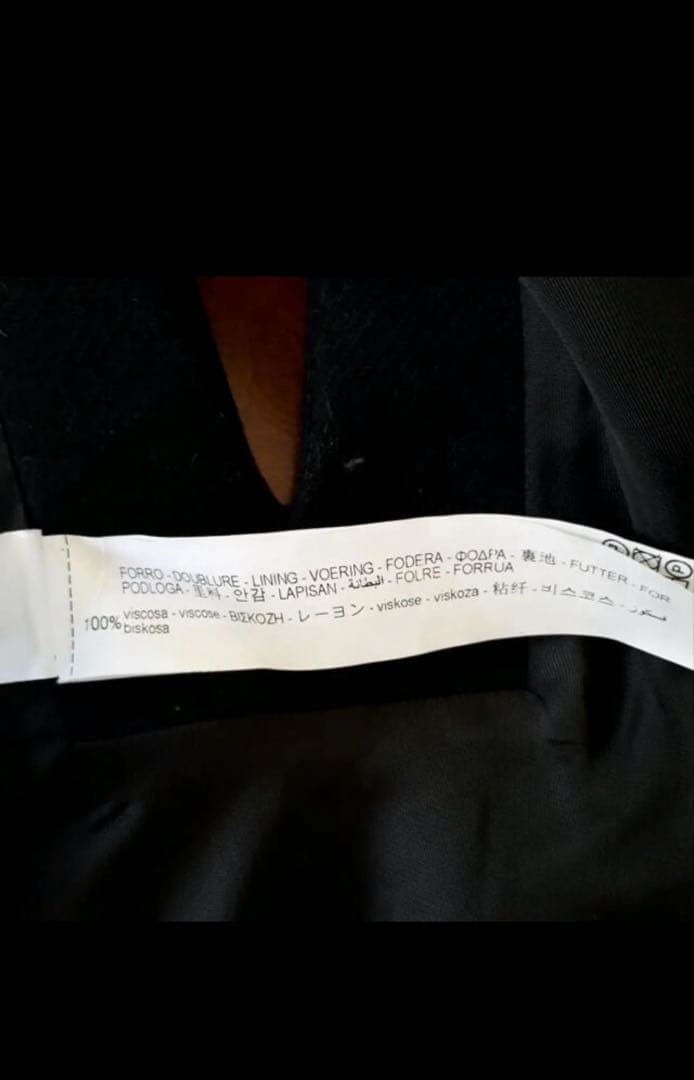 FORRO - DOUBLURE - LINING - VOERING - FODERA - ΦΟΔΡΑ - 裏地 - FUTTER - FOR
PODLOGA - 里料 - 안감 - LAPISAN - البطانة - FOLRE - FORRUA
100% viscosa - viscose - ΒΙΣΚΟΖΗ - レーヨン - viskose - viskoza - 粘纤 - 비스코스 - فسكوز
biskosa